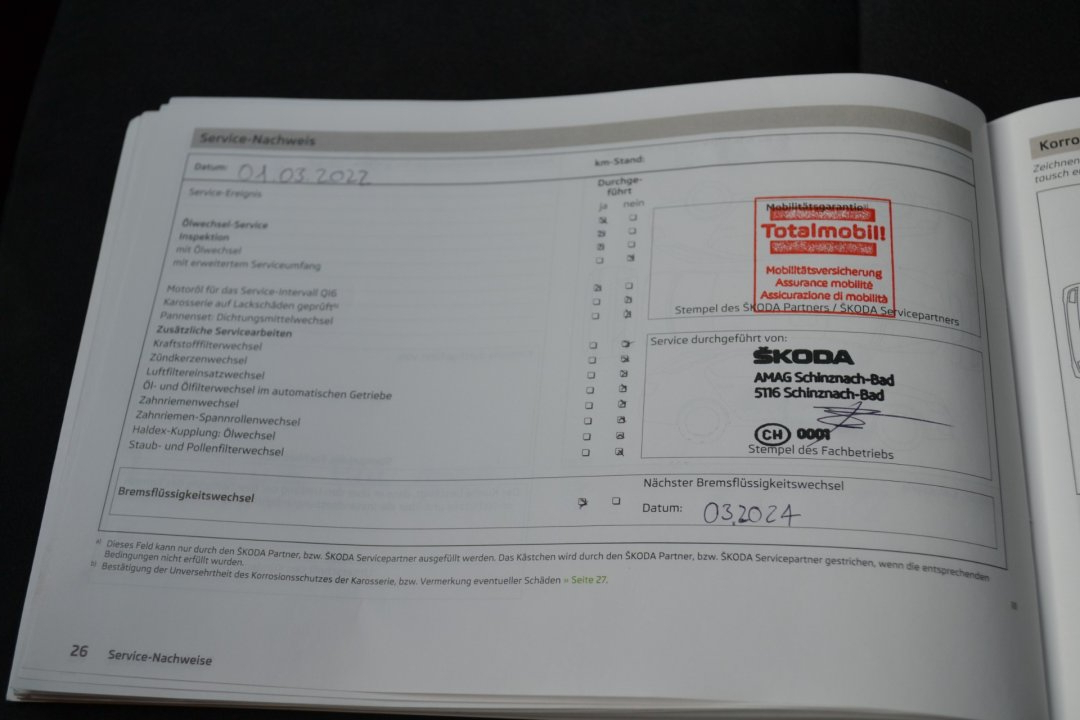 Service-Nachweis
Datum: 01.03.2022
km-Stand:
Service-Ereignis
Durchge-
führt
ja nein
Ölwechsel-Service
Inspektion
mit Ölwechsel
mit erweitertem Serviceumfang
Motoröl für das Service-Intervall QI6
Karosserie auf Lackschäden geprüft b)
Pannenset: Dichtungsmittelwechsel
Zusätzliche Servicearbeiten
Kraftstofffilterwechsel
Zündkerzenwechsel
Luftfiltereinsatzwechsel
Öl- und Ölfilterwechsel im automatischen Getriebe
Zahnriemenwechsel
Zahnriemen-Spannrollenwechsel
Haldex-Kupplung: Ölwechsel
Staub- und Pollenfilterwechsel
Mobilitätsgarantie a)
Totalmobil!
Mobilitätsversicherung
Assurance mobilité
Assicurazione di mobilità
Stempel des ŠKODA Partners / ŠKODA Servicepartners
Service durchgeführt von:
ŠKODA
AMAG Schinznach-Bad
5116 Schinznach-Bad
CH 0001
Stempel des Fachbetriebs
Bremsflüssigkeitswechsel
Nächster Bremsflüssigkeitswechsel
Datum: 03.2024
a) Dieses Feld kann nur durch den ŠKODA Partner, bzw. ŠKODA Servicepartner ausgefüllt werden. Das Kästchen wird durch den ŠKODA Partner, bzw. ŠKODA Servicepartner gestrichen, wenn die entsprechenden
Bedingungen nicht erfüllt wurden.
b) Bestätigung der Unversehrtheit des Korrosionsschutzes der Karosserie, bzw. Vermerkung eventueller Schäden » Seite 27.
26 Service-Nachweise
Korro
Zeichnen
tausch e